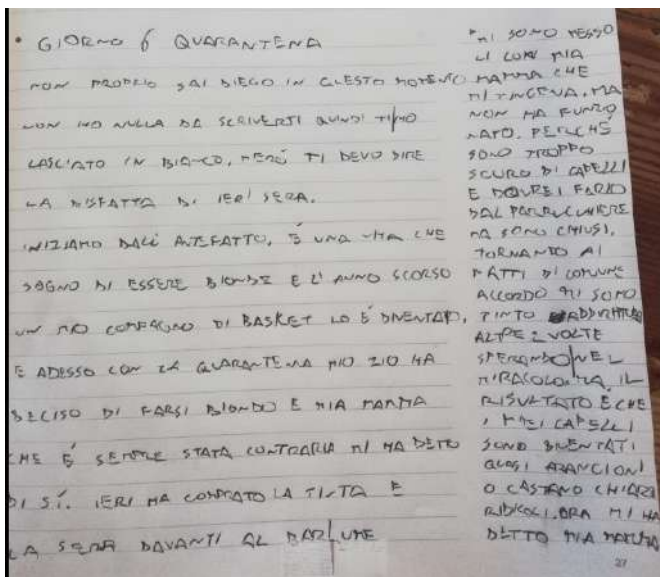 • GIORNO 6 QUARANTENA
NON PROPRIO SAI DIEGO IN QUESTO MOMENTO
NON HO NULLA DA SCRIVERTI QUINDI TI HO
LASCIATO IN BIANCO, PERÒ TI DEVO DIRE
LA DISFATTA DI IERI SERA.
INIZIAMO DALL'ANTEFATTO, È UNA VITA CHE
SOGNO DI ESSERE BIONDO E L'ANNO SCORSO
UN MIO COMPAGNO DI BASKET LO È DIVENTATO,
E ADESSO CON LA QUARANTENA MIO ZIO HA
DECISO DI FARSI BIONDO E MIA MAMMA
CHE È SEMPRE STATA CONTRARIA MI HA DETTO
DI SÌ. IERI HA COMPRATO LA TINTA E
LA SERA DAVANTI AL BARLUME
MI SONO MESSO
LÌ CON MIA
MAMMA CHE
MI TINGEVA. MA
NON HA FUNZIO
NATO. PERCHÉ
SONO TROPPO
SCURO DI CAPELLI
E DOVREI FARLO
DAL PARRUCCHIERE
MA SONO CHIUSI.
TORNANDO AI
FATTI DI COMUNE
ACCORDO MI SONO
TINTO ADDIRITTURA
ALTRE 2 VOLTE
SPERANDO NEL
MIRACOLO. MA IL
RISULTATO È CHE
I MIEI CAPELLI
SONO DIVENTATI
QUASI ARANCIONI
O CASTANO CHIARI
RIDICOLI. ORA MI HA
DETTO MIA MAMMA
27